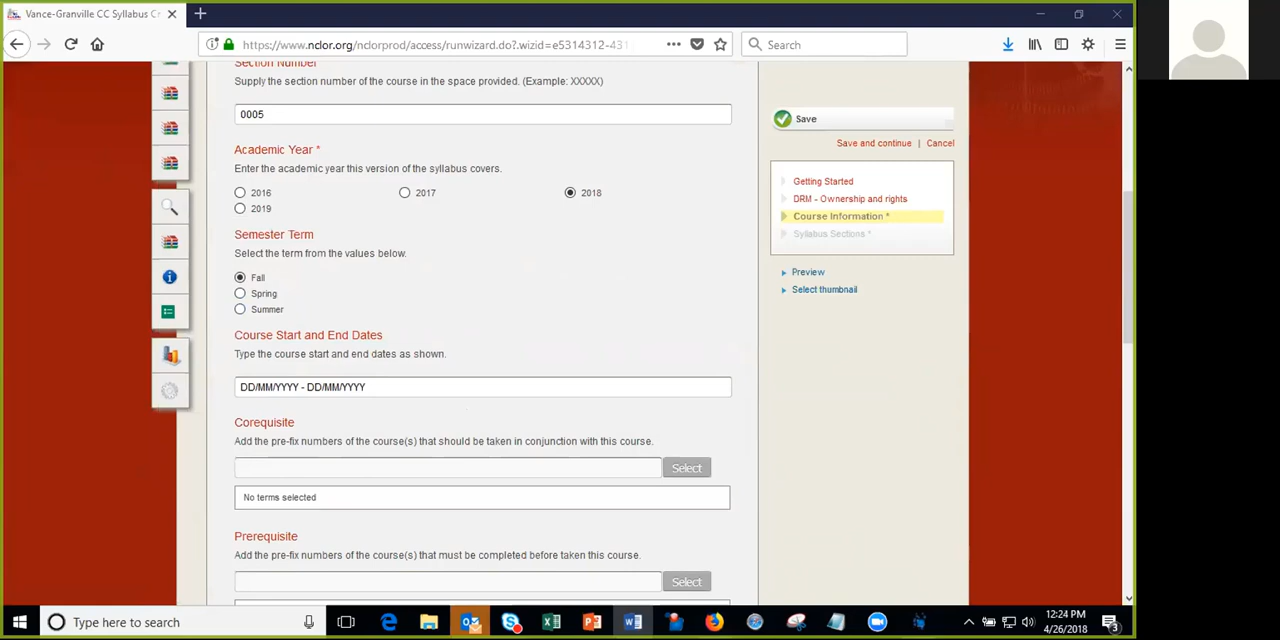 Vance-Granville CC Syllabus C
https://www.nclor.org/nclorprod/access/runwizard.do?.wizid=e5314312-431
Search
Section Number
Supply the section number of the course in the space provided. (Example: XXXXX)
0005
Academic Year *
Enter the academic year this version of the syllabus covers.
2016
2017
2018
2019
Semester Term
Select the term from the values below.
Fall
Spring
Summer
Course Start and End Dates
Type the course start and end dates as shown.
DD/MM/YYYY - DD/MM/YYYY
Corequisite
Add the pre-fix numbers of the course(s) that should be taken in conjunction with this course.
Select
No terms selected
Prerequisite
Add the pre-fix numbers of the course(s) that must be completed before taken this course.
Select
Save
Save and continue | Cancel
Getting Started
DRM - Ownership and rights
Course Information *
Syllabus Sections *
Preview
Select thumbnail
Type here to search
12:24 PM
4/26/2018
3